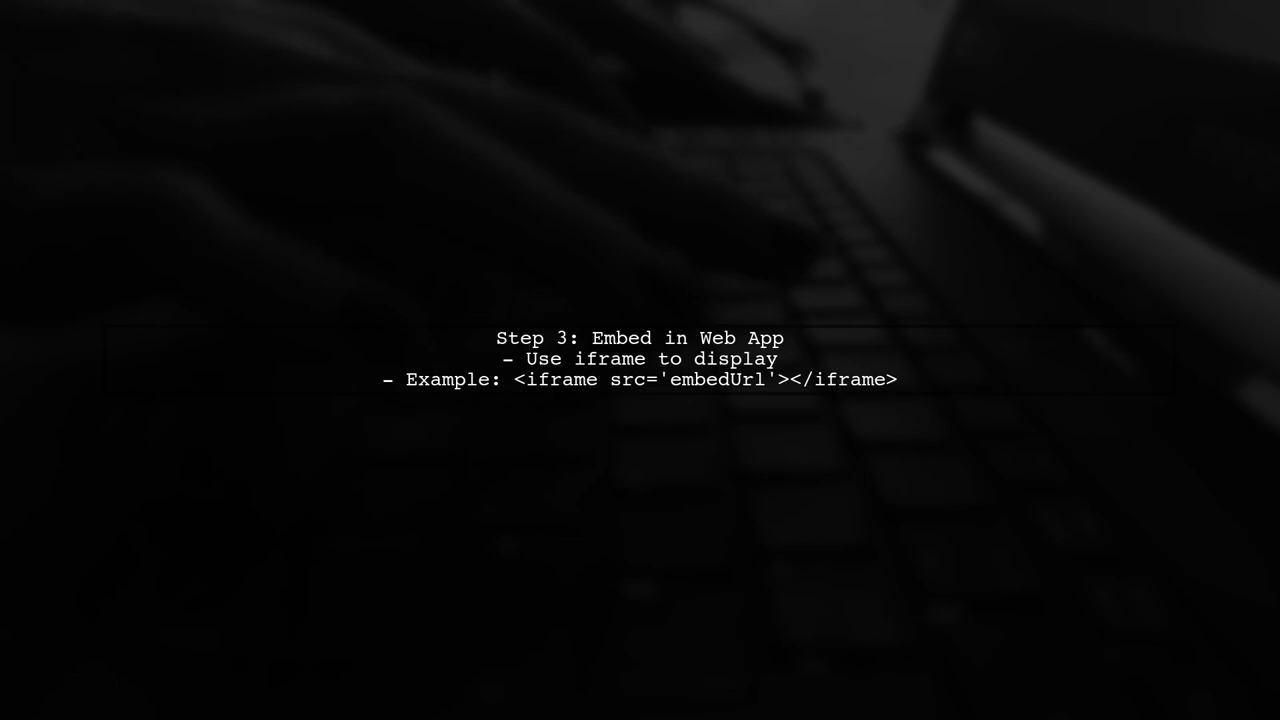 Step 3: Embed in Web App
- Use iframe to display
- Example: <iframe src='embedUrl'></iframe>